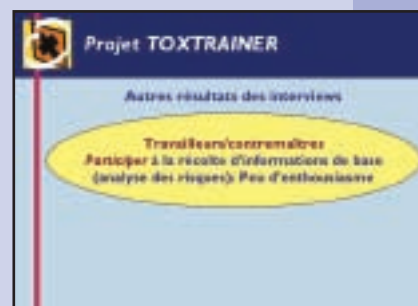 Projet TOXTRAINER
Autres résultats des interviews
Travailleurs/contremaîtres
Participer à la récolte d'informations de base
(analyse des risques): Peu d'enthousiasme